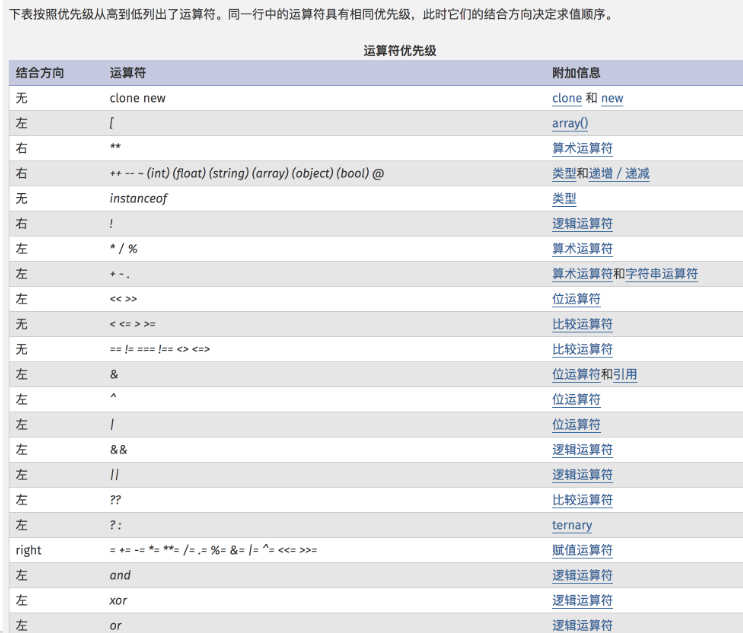 下表按照优先级从高到低列出了运算符。同一行中的运算符具有相同优先级，此时它们的结合方向决定求值顺序。
运算符优先级
结合方向 运算符 附加信息
无 clone new clone 和 new
左 [ array()
右 ** 算术运算符
右 ++ -- ~ (int) (float) (string) (array) (object) (bool) @ 类型和递增 / 递减
无 instanceof 类型
右 ! 逻辑运算符
左 * / % 算术运算符
左 + - . 算术运算符和字符串运算符
左 << >> 位运算符
无 < <= > >= 比较运算符
无 == != === !== <> <=> 比较运算符
左 & 位运算符和引用
左 ^ 位运算符
左 | 位运算符
左 && 逻辑运算符
左 || 逻辑运算符
左 ?? 比较运算符
左 ? : ternary
right = += -= *= **= /= .= %= &= |= ^= <<= >>= 赋值运算符
左 and 逻辑运算符
左 xor 逻辑运算符
左 or 逻辑运算符